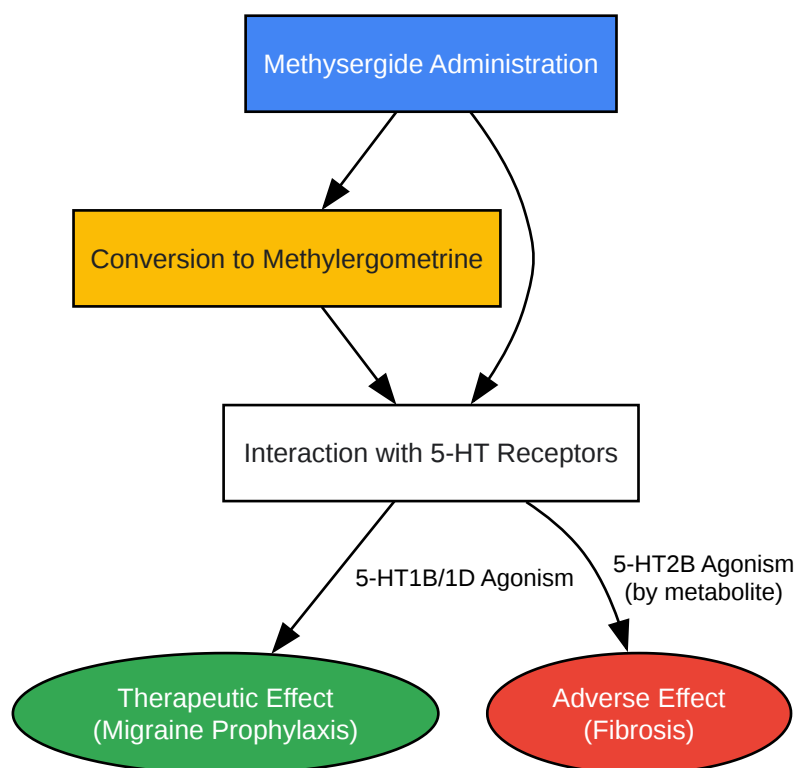 Methysergide Administration
Conversion to Methylergometrine
Interaction with 5-HT Receptors
5-HT1B/1D Agonism
5-HT2B Agonism
(by metabolite)
Therapeutic Effect
(Migraine Prophylaxis)
Adverse Effect
(Fibrosis)